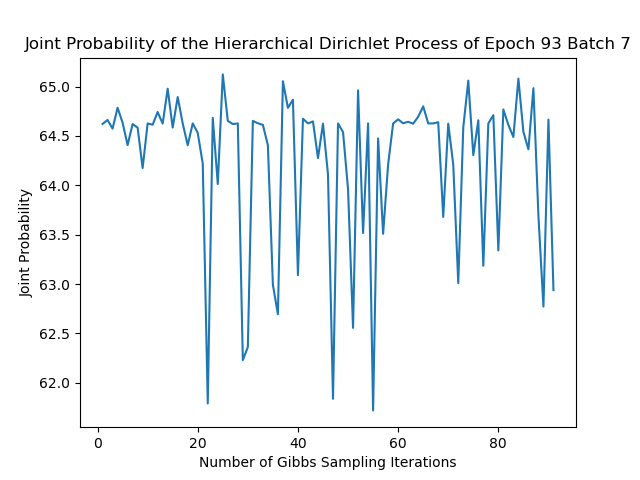 Joint Probability of the Hierarchical Dirichlet Process of Epoch 93 Batch 7
65.0
64.5
64.0
63.5
63.0
62.5
62.0
Joint Probability
0 20 40 60 80
Number of Gibbs Sampling Iterations